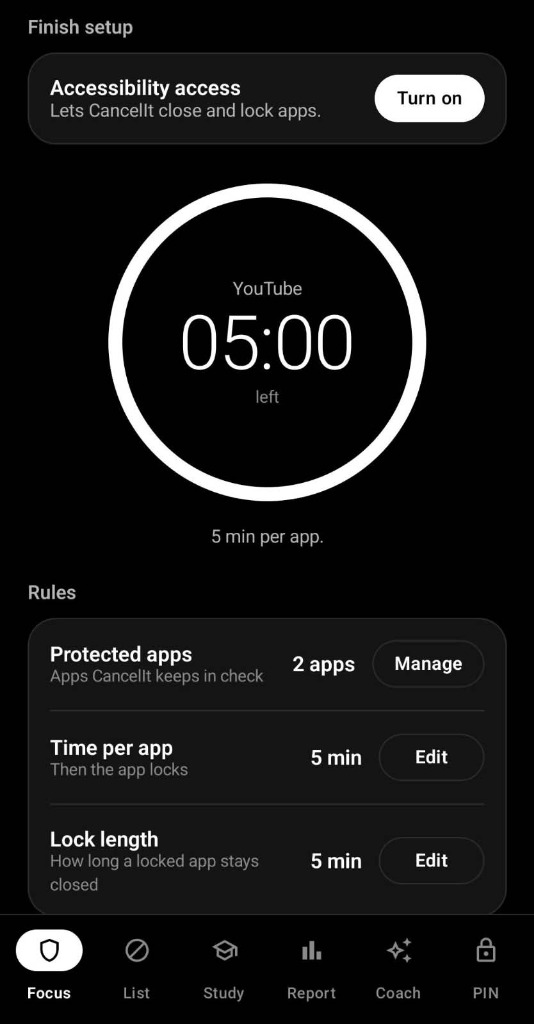 Finish setup
Accessibility access
Lets CancelIt close and lock apps.
Turn on
YouTube
05:00
left
5 min per app.
Rules
Protected apps
Apps CancelIt keeps in check
2 apps
Manage
Time per app
Then the app locks
5 min
Edit
Lock length
How long a locked app stays
closed
5 min
Edit
Focus
List
Study
Report
Coach
PIN